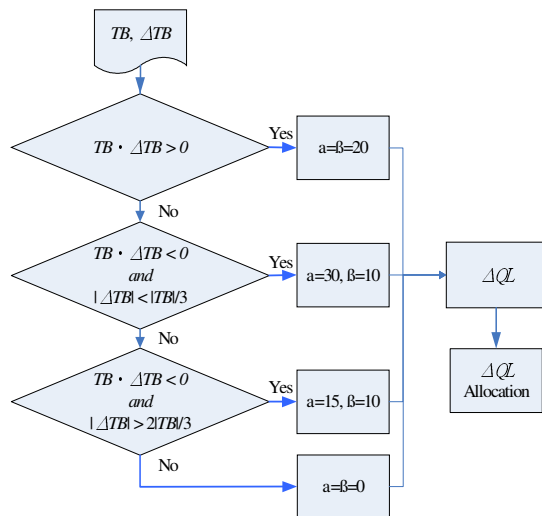 TB, ΔTB
TB · ΔTB > 0
Yes
a=ß=20
No
TB · ΔTB < 0
and
|ΔTB| < |TB|/3
Yes
a=30, ß=10
ΔQL
No
TB · ΔTB < 0
and
|ΔTB| > 2|TB|/3
Yes
a=15, ß=10
ΔQL
Allocation
No
a=ß=0